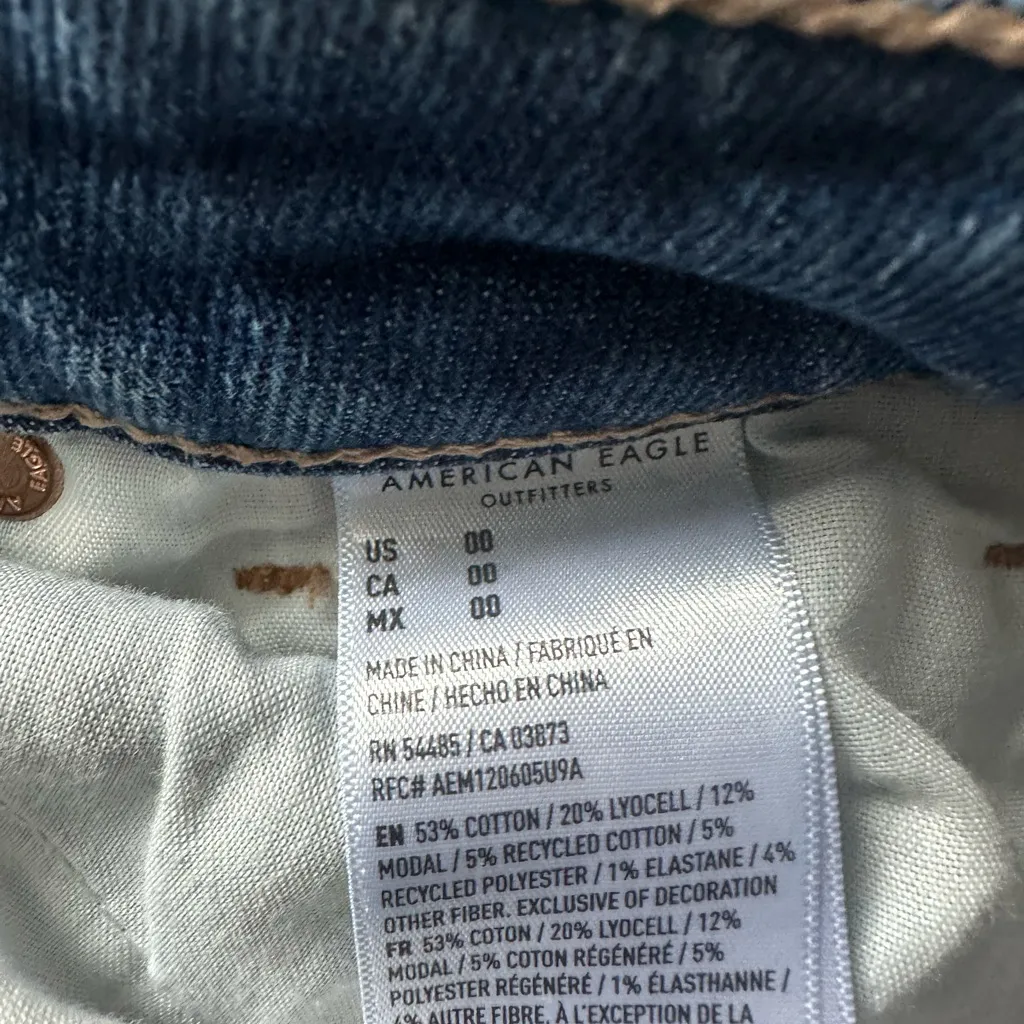 AMERICAN EAGLE
OUTFITTERS
US 00
CA 00
MX 00
MADE IN CHINA / FABRIQUÉ EN
CHINE / HECHO EN CHINA
RN 54485 / CA 03873
RFC# AEM120605U9A
EN 53% COTTON / 20% LYOCELL / 12%
MODAL / 5% RECYCLED COTTON / 5%
RECYCLED POLYESTER / 1% ELASTANE / 4%
OTHER FIBER. EXCLUSIVE OF DECORATION
FR 53% COTON / 20% LYOCELL / 12%
MODAL / 5% COTON RÉGÉNÉRÉ / 5%
POLYESTER RÉGÉNÉRÉ / 1% ÉLASTHANNE /
4% AUTRE FIBRE, À L'EXCEPTION DE LA
EAGLE